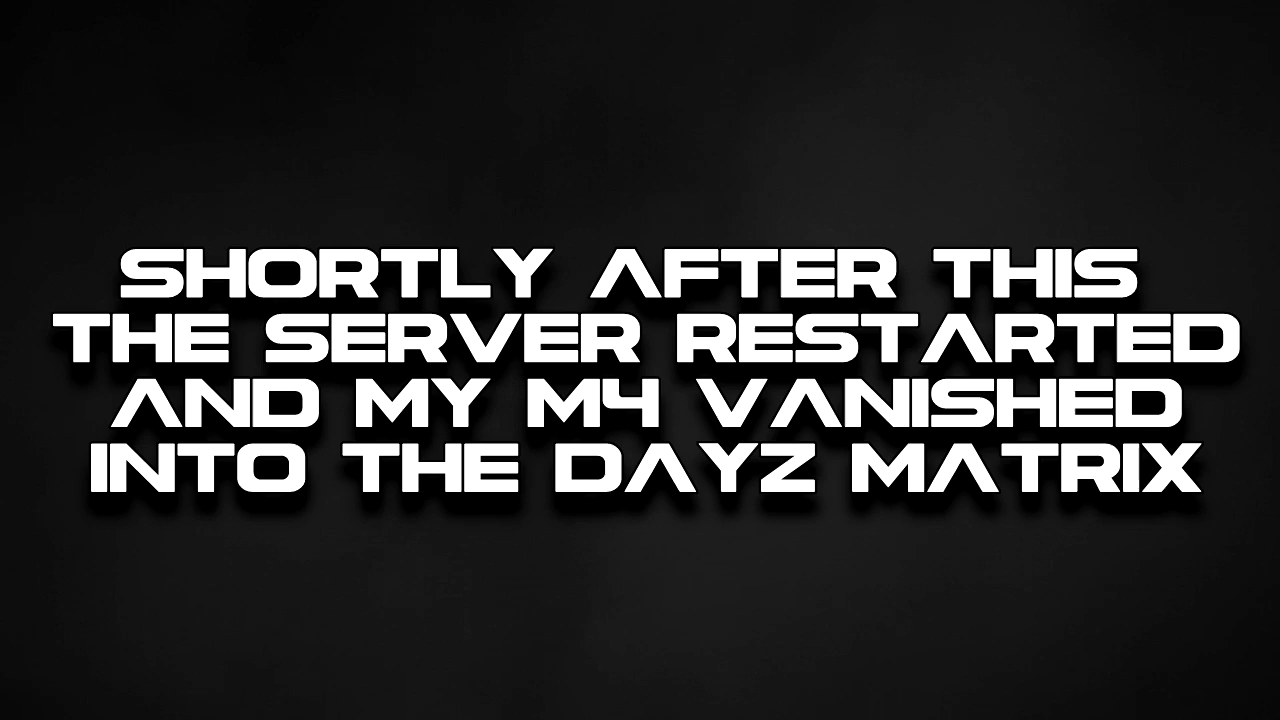 SHORTLY AFTER THIS
THE SERVER RESTARTED
AND MY M4 VANISHED
INTO THE DAYZ MATRIX